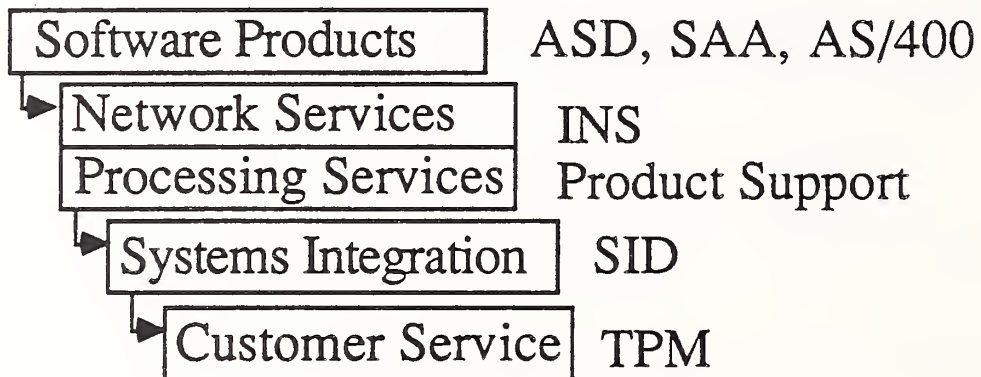 Software Products ASD, SAA, AS/400
Network Services INS
Processing Services Product Support
Systems Integration SID
Customer Service TPM